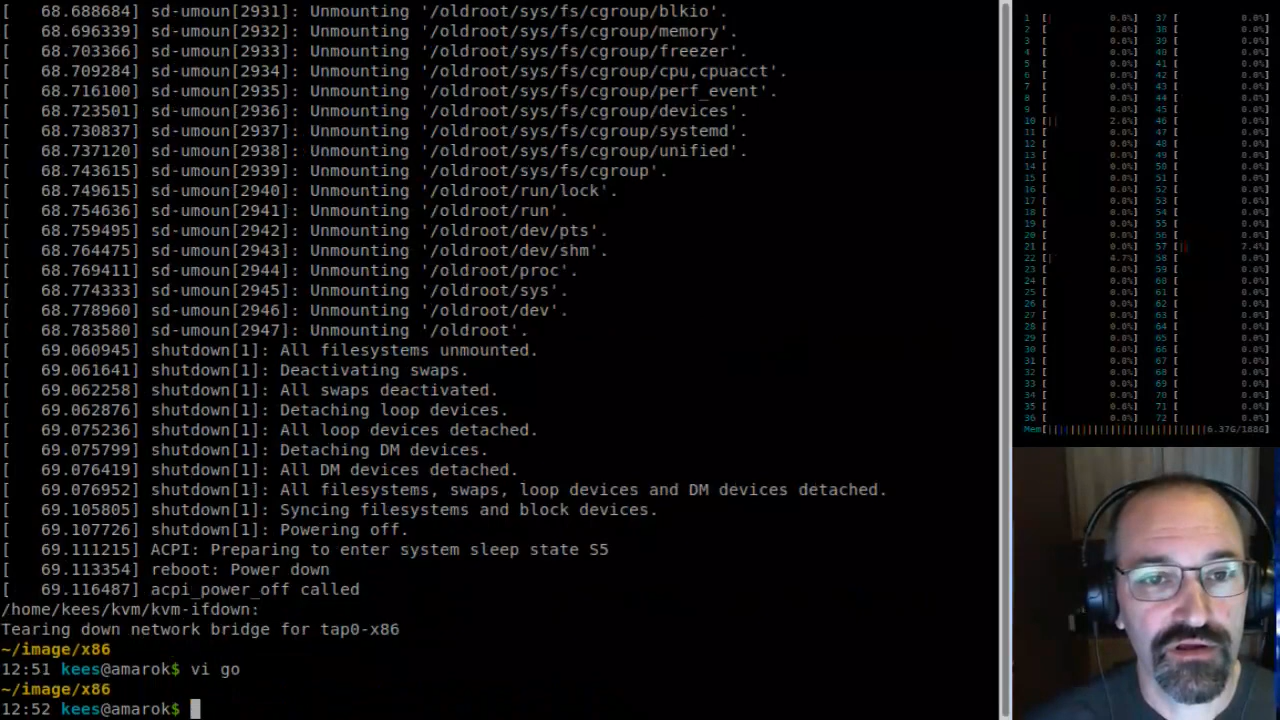 [   68.688684] sd-umoun[2931]: Unmounting '/oldroot/sys/fs/cgroup/blkio'.
[   68.696339] sd-umoun[2932]: Unmounting '/oldroot/sys/fs/cgroup/memory'.
[   68.703366] sd-umoun[2933]: Unmounting '/oldroot/sys/fs/cgroup/freezer'.
[   68.709284] sd-umoun[2934]: Unmounting '/oldroot/sys/fs/cgroup/cpu,cpuacct'.
[   68.716100] sd-umoun[2935]: Unmounting '/oldroot/sys/fs/cgroup/perf_event'.
[   68.723501] sd-umoun[2936]: Unmounting '/oldroot/sys/fs/cgroup/devices'.
[   68.730837] sd-umoun[2937]: Unmounting '/oldroot/sys/fs/cgroup/systemd'.
[   68.737120] sd-umoun[2938]: Unmounting '/oldroot/sys/fs/cgroup/unified'.
[   68.743615] sd-umoun[2939]: Unmounting '/oldroot/sys/fs/cgroup'.
[   68.749615] sd-umoun[2940]: Unmounting '/oldroot/run/lock'.
[   68.754636] sd-umoun[2941]: Unmounting '/oldroot/run'.
[   68.759495] sd-umoun[2942]: Unmounting '/oldroot/dev/pts'.
[   68.764475] sd-umoun[2943]: Unmounting '/oldroot/dev/shm'.
[   68.769411] sd-umoun[2944]: Unmounting '/oldroot/proc'.
[   68.774333] sd-umoun[2945]: Unmounting '/oldroot/sys'.
[   68.778960] sd-umoun[2946]: Unmounting '/oldroot/dev'.
[   68.783580] sd-umoun[2947]: Unmounting '/oldroot'.
[   69.060945] shutdown[1]: All filesystems unmounted.
[   69.061641] shutdown[1]: Deactivating swaps.
[   69.062258] shutdown[1]: All swaps deactivated.
[   69.062876] shutdown[1]: Detaching loop devices.
[   69.075236] shutdown[1]: All loop devices detached.
[   69.075799] shutdown[1]: Detaching DM devices.
[   69.076419] shutdown[1]: All DM devices detached.
[   69.076952] shutdown[1]: All filesystems, swaps, loop devices and DM devices detached.
[   69.105805] shutdown[1]: Syncing filesystems and block devices.
[   69.107726] shutdown[1]: Powering off.
[   69.111215] ACPI: Preparing to enter system sleep state S5
[   69.113354] reboot: Power down
[   69.116487] acpi_power_off called
/home/kees/kvm/kvm-ifdown:
Tearing down network bridge for tap0-x86
~/image/x86
12:51 kees@amarok$ vi go
~/image/x86
12:52 kees@amarok$
Mem 6.37G/188G